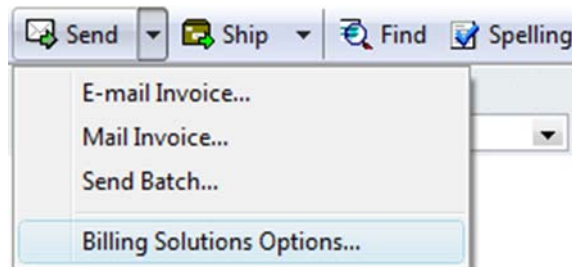 Send Ship Find Spelling
E-mail Invoice...
Mail Invoice...
Send Batch...
Billing Solutions Options...